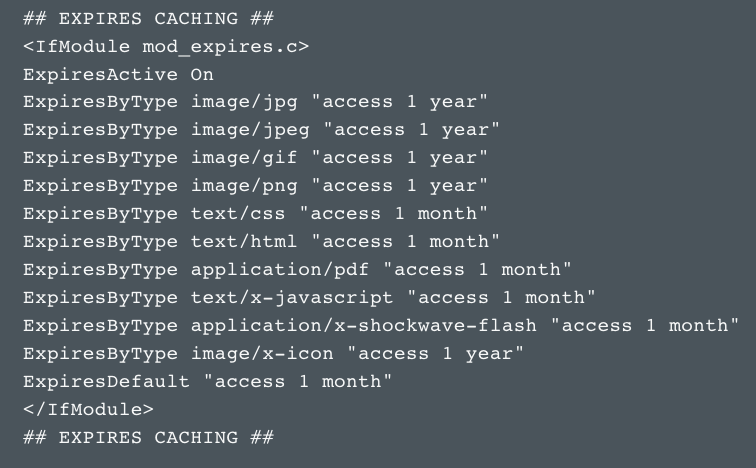 ## EXPIRES CACHING ##
<IfModule mod_expires.c>
ExpiresActive On
ExpiresByType image/jpg "access 1 year"
ExpiresByType image/jpeg "access 1 year"
ExpiresByType image/gif "access 1 year"
ExpiresByType image/png "access 1 year"
ExpiresByType text/css "access 1 month"
ExpiresByType text/html "access 1 month"
ExpiresByType application/pdf "access 1 month"
ExpiresByType text/x-javascript "access 1 month"
ExpiresByType application/x-shockwave-flash "access 1 month"
ExpiresByType image/x-icon "access 1 year"
ExpiresDefault "access 1 month"
</IfModule>
## EXPIRES CACHING ##